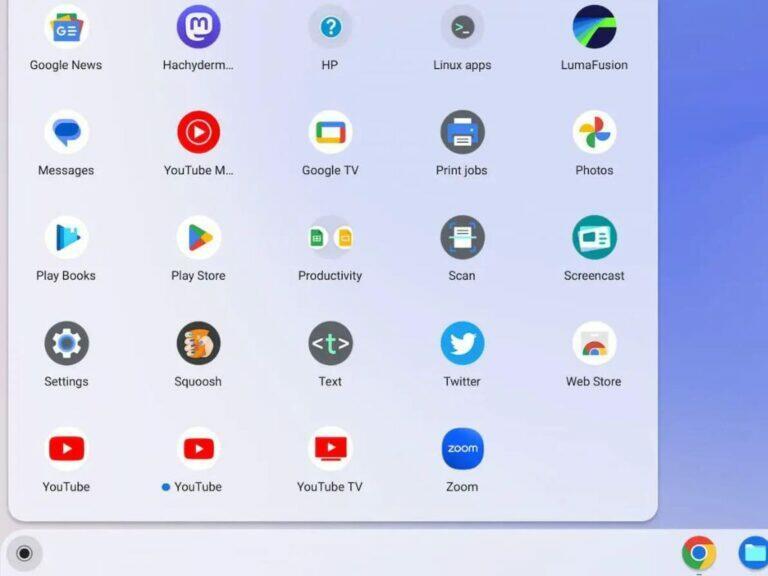 Google News
Hachyderm...
HP
Linux apps
LumaFusion
Messages
YouTube M...
Google TV
Print jobs
Photos
Play Books
Play Store
Productivity
Scan
Screencast
Settings
Squoosh
<t>
Text
Twitter
Web Store
YouTube
YouTube
YouTube TV
zoom
Zoom